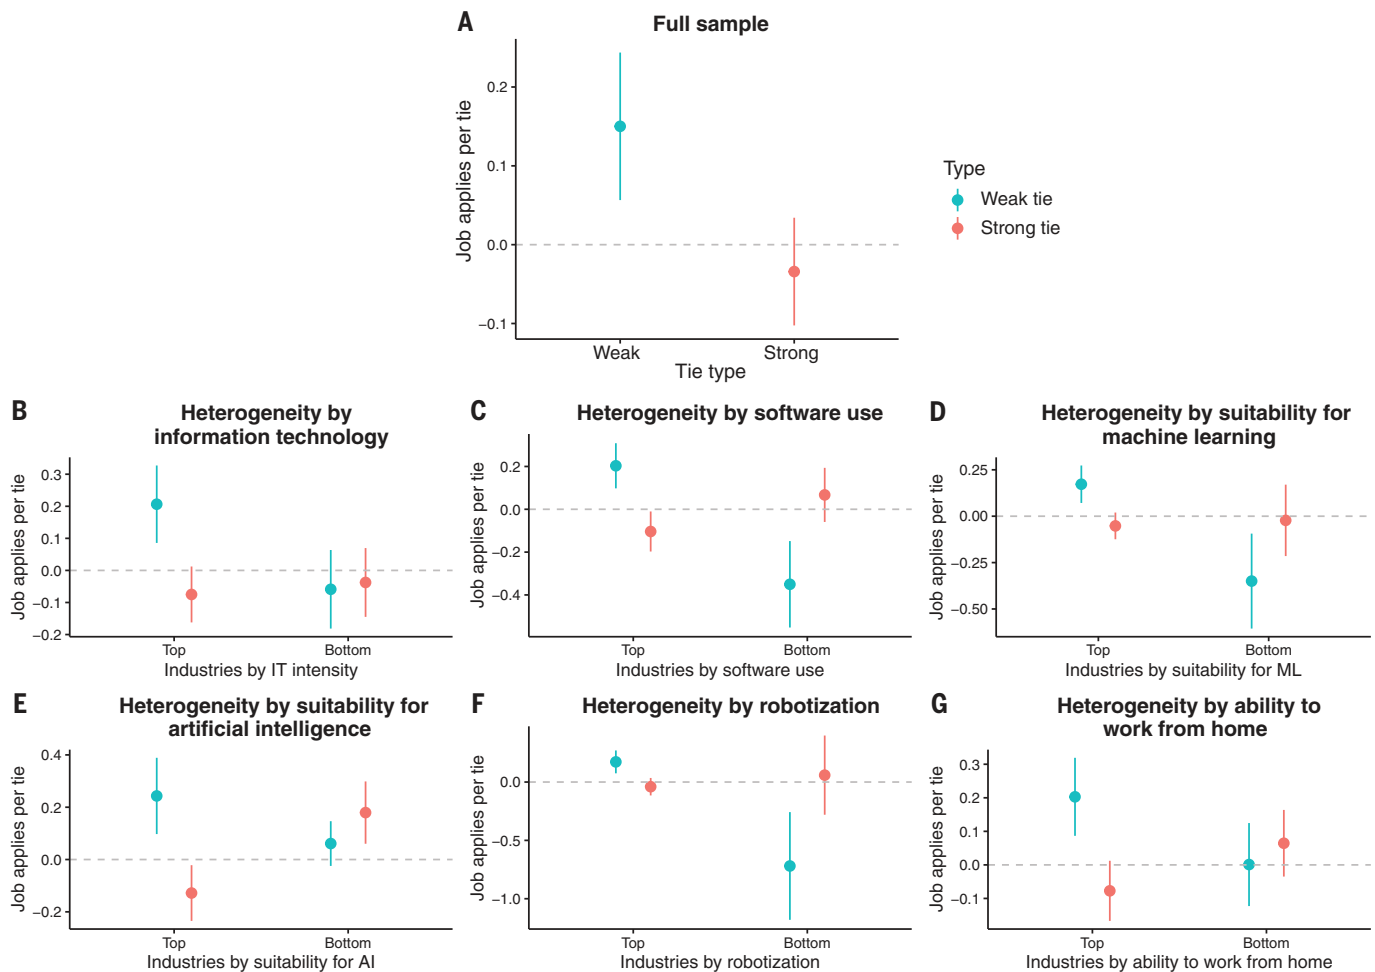 A
Full sample
Job applies per tie
0.2
0.1
0.0
−0.1
Weak
Strong
Tie type
Type
Weak tie
Strong tie
B
Heterogeneity by
information technology
Job applies per tie
0.3
0.2
0.1
0.0
−0.1
−0.2
Top
Bottom
Industries by IT intensity
C
Heterogeneity by software use
Job applies per tie
0.2
0.0
−0.2
−0.4
Top
Bottom
Industries by software use
D
Heterogeneity by suitability for
machine learning
Job applies per tie
0.25
0.00
−0.25
−0.50
Top
Bottom
Industries by suitability for ML
E
Heterogeneity by suitability for
artificial intelligence
Job applies per tie
0.4
0.2
0.0
−0.2
Top
Bottom
Industries by suitability for AI
F
Heterogeneity by robotization
Job applies per tie
0.0
−0.5
−1.0
Top
Bottom
Industries by robotization
G
Heterogeneity by ability to
work from home
Job applies per tie
0.3
0.2
0.1
0.0
−0.1
Top
Bottom
Industries by ability to work from home